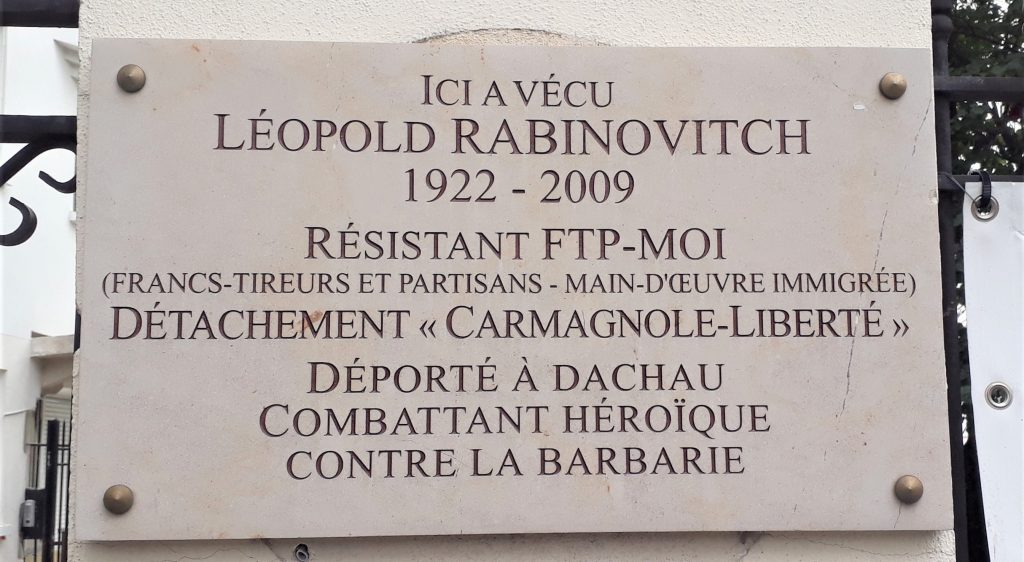 ICI A VÉCU
LÉOPOLD RABINOVITCH
1922 - 2009
RÉSISTANT FTP-MOI
(FRANCS-TIREURS ET PARTISANS - MAIN-D'ŒUVRE IMMIGRÉE)
DÉTACHEMENT « CARMAGNOLE-LIBERTÉ »
DÉPORTÉ À DACHAU
COMBATTANT HÉROÏQUE
CONTRE LA BARBARIE